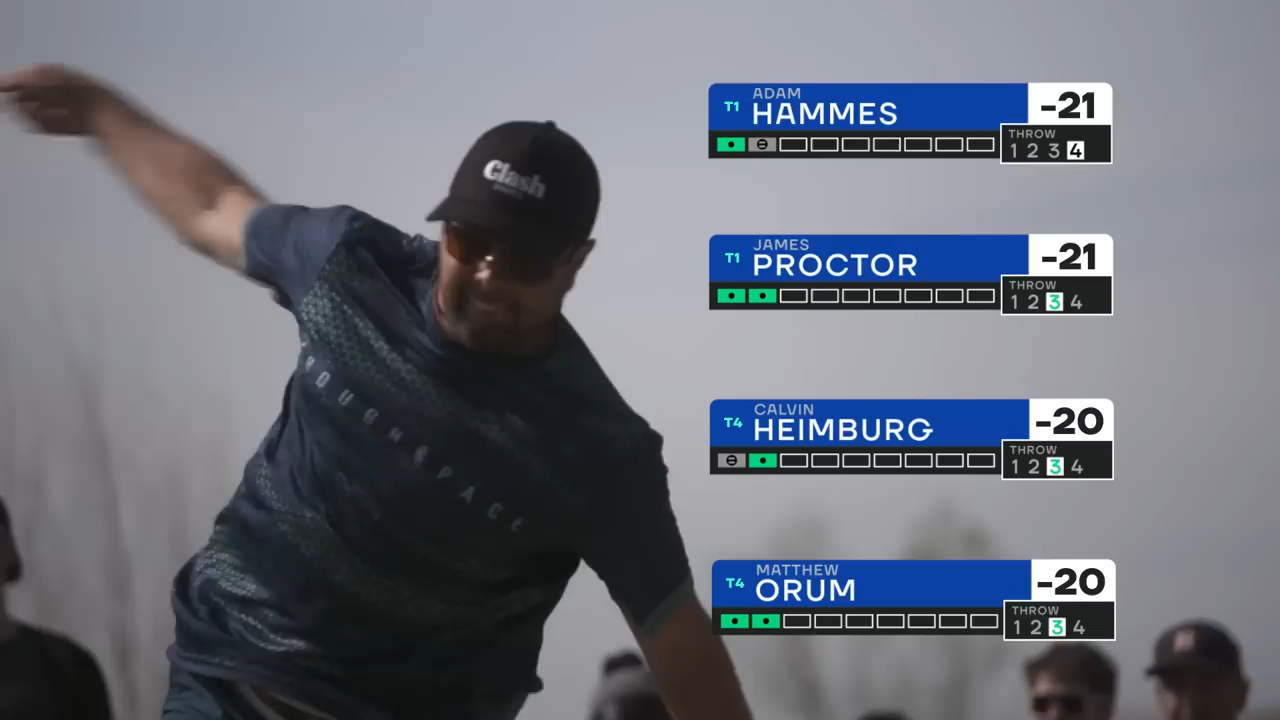 Clash
T1 ADAM HAMMES -21
THROW
1 2 3 4
T1 JAMES PROCTOR -21
THROW
1 2 3 4
T4 CALVIN HEIMBURG -20
THROW
1 2 3 4
T4 MATTHEW ORUM -20
THROW
1 2 3 4